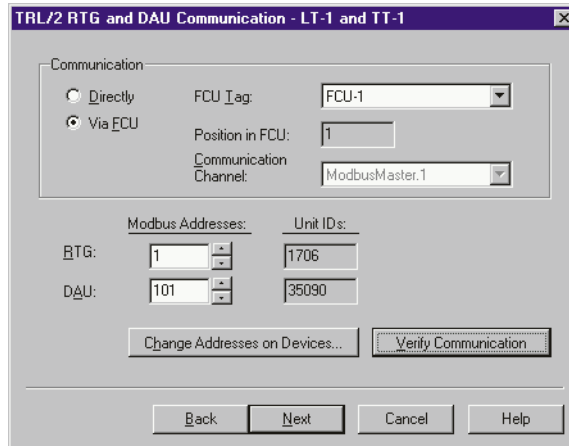 TRL/2 RTG and DAU Communication - LT-1 and TT-1
Communication
Directly
FCU Tag:
FCU-1
Via FCU
Position in FCU:
1
Communication
Channel:
ModbusMaster.1
Modbus Addresses:
Unit IDs:
RTG:
1
1706
DAU:
101
35090
Change Addresses on Devices...
Verify Communication
Back
Next
Cancel
Help